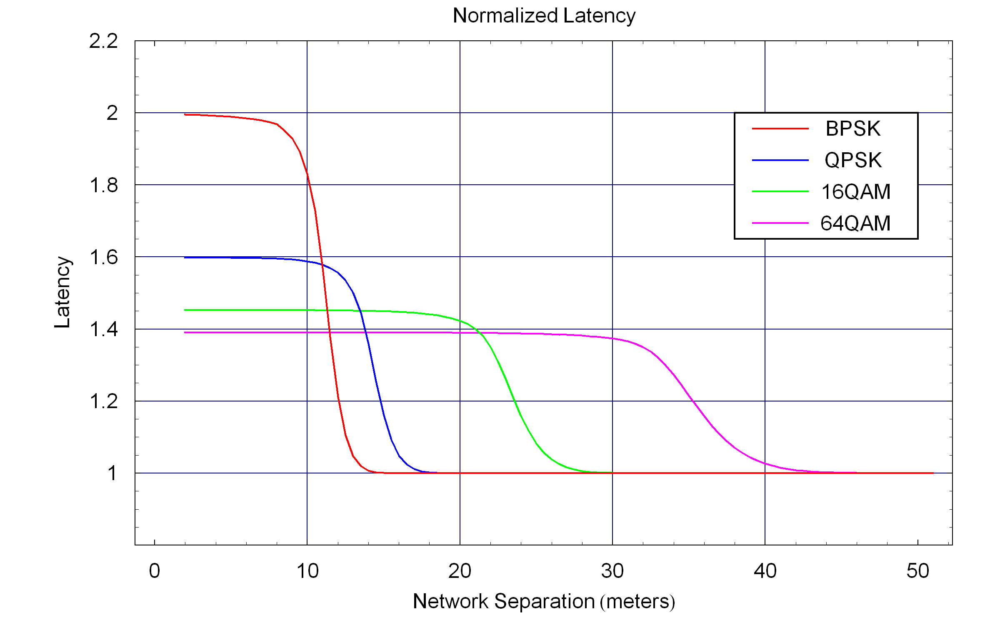 Normalized Latency
2.2
2
1.8
1.6
1.4
1.2
1
Latency
BPSK
QPSK
16QAM
64QAM
0 10 20 30 40 50
Network Separation (meters)